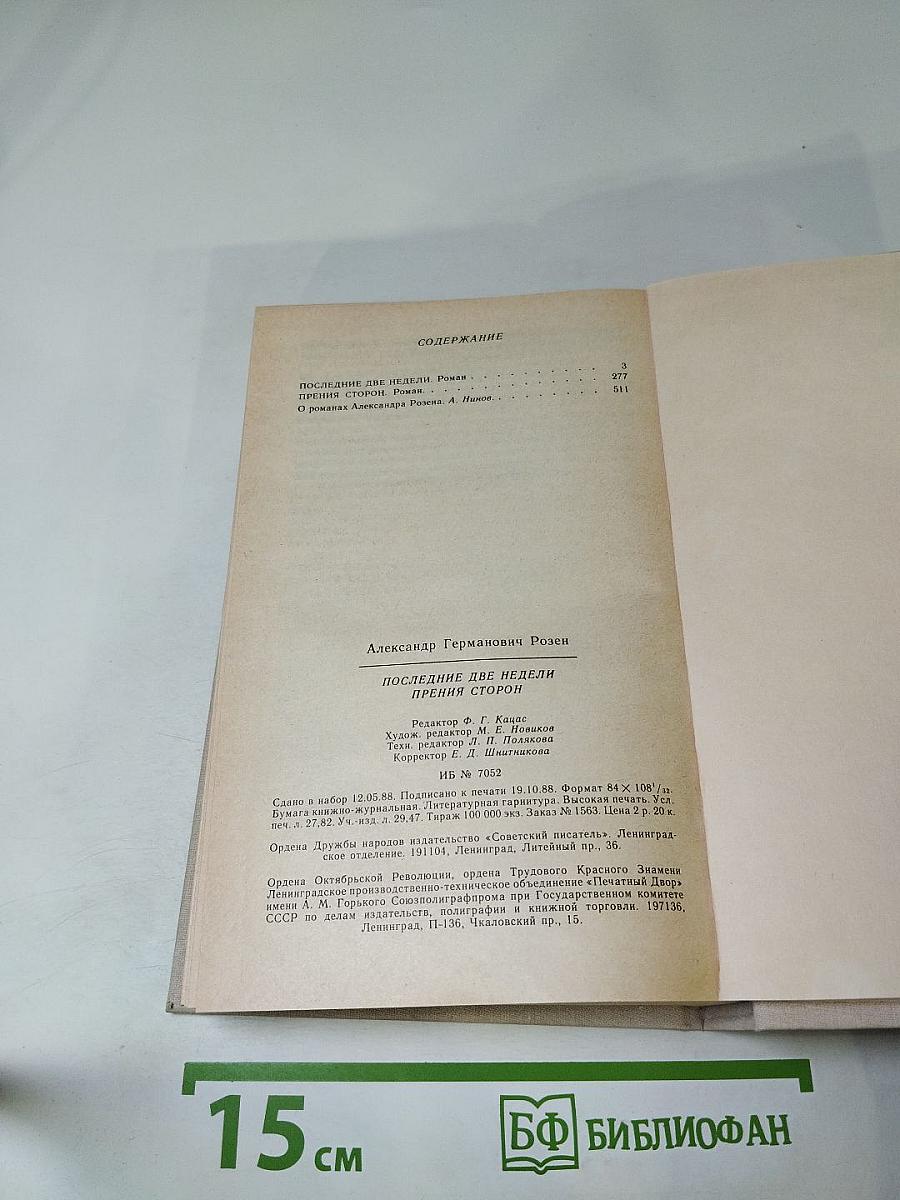 СОДЕРЖАНИЕ
ПОСЛЕДНИЕ ДВЕ НЕДЕЛИ. Роман . . . . . . . . . . 3
ПРЕНИЯ СТОРОН. Роман. . . . . . . . . . . . . . 277
О романах Александра Розена. А. Нинов. . . . . . . . . 511
Александр Германович Розен
ПОСЛЕДНИЕ ДВЕ НЕДЕЛИ
ПРЕНИЯ СТОРОН
Редактор Ф. Г. Кацас
Худож. редактор М. Е. Новиков
Техн. редактор Л. П. Полякова
Корректор Е. Д. Шнитникова
ИБ № 7052
Сдано в набор 12.05.88. Подписано к печати 19.10.88. Формат 84 × 108¹/₃₂.
Бумага книжно-журнальная. Литературная гарнитура. Высокая печать. Усл.
печ. л. 27,82. Уч.-изд. л. 29,47. Тираж 100 000 экз. Заказ № 1563. Цена 2 р. 20 к.
Ордена Дружбы народов издательство «Советский писатель». Ленинград-
ское отделение. 191104, Ленинград, Литейный пр., 36.
Ордена Октябрьской Революции, ордена Трудового Красного Знамени
Ленинградское производственно-техническое объединение «Печатный Двор»
имени А. М. Горького Союзполиграфпрома при Государственном комитете
СССР по делам издательств, полиграфии и книжной торговли. 197136,
Ленинград, П-136, Чкаловский пр., 15.
15 см
БФ БИБЛИОФАН